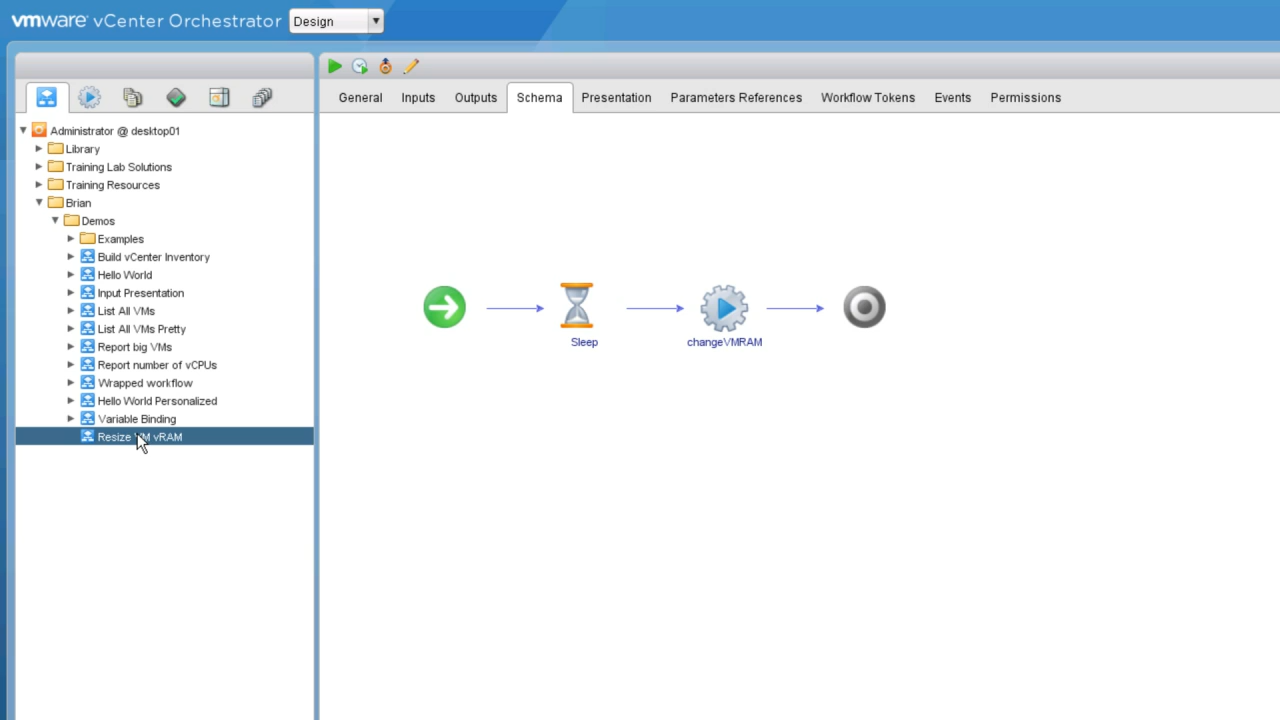 vmware vCenter Orchestrator Design
General Inputs Outputs Schema Presentation Parameters References Workflow Tokens Events Permissions
Administrator @ desktop01
Library
Training Lab Solutions
Training Resources
Brian
Demos
Examples
Build vCenter Inventory
Hello World
Input Presentation
List All VMs
List All VMs Pretty
Report big VMs
Report number of vCPUs
Wrapped workflow
Hello World Personalized
Variable Binding
Resize VM vRAM
Sleep changeVMRAM